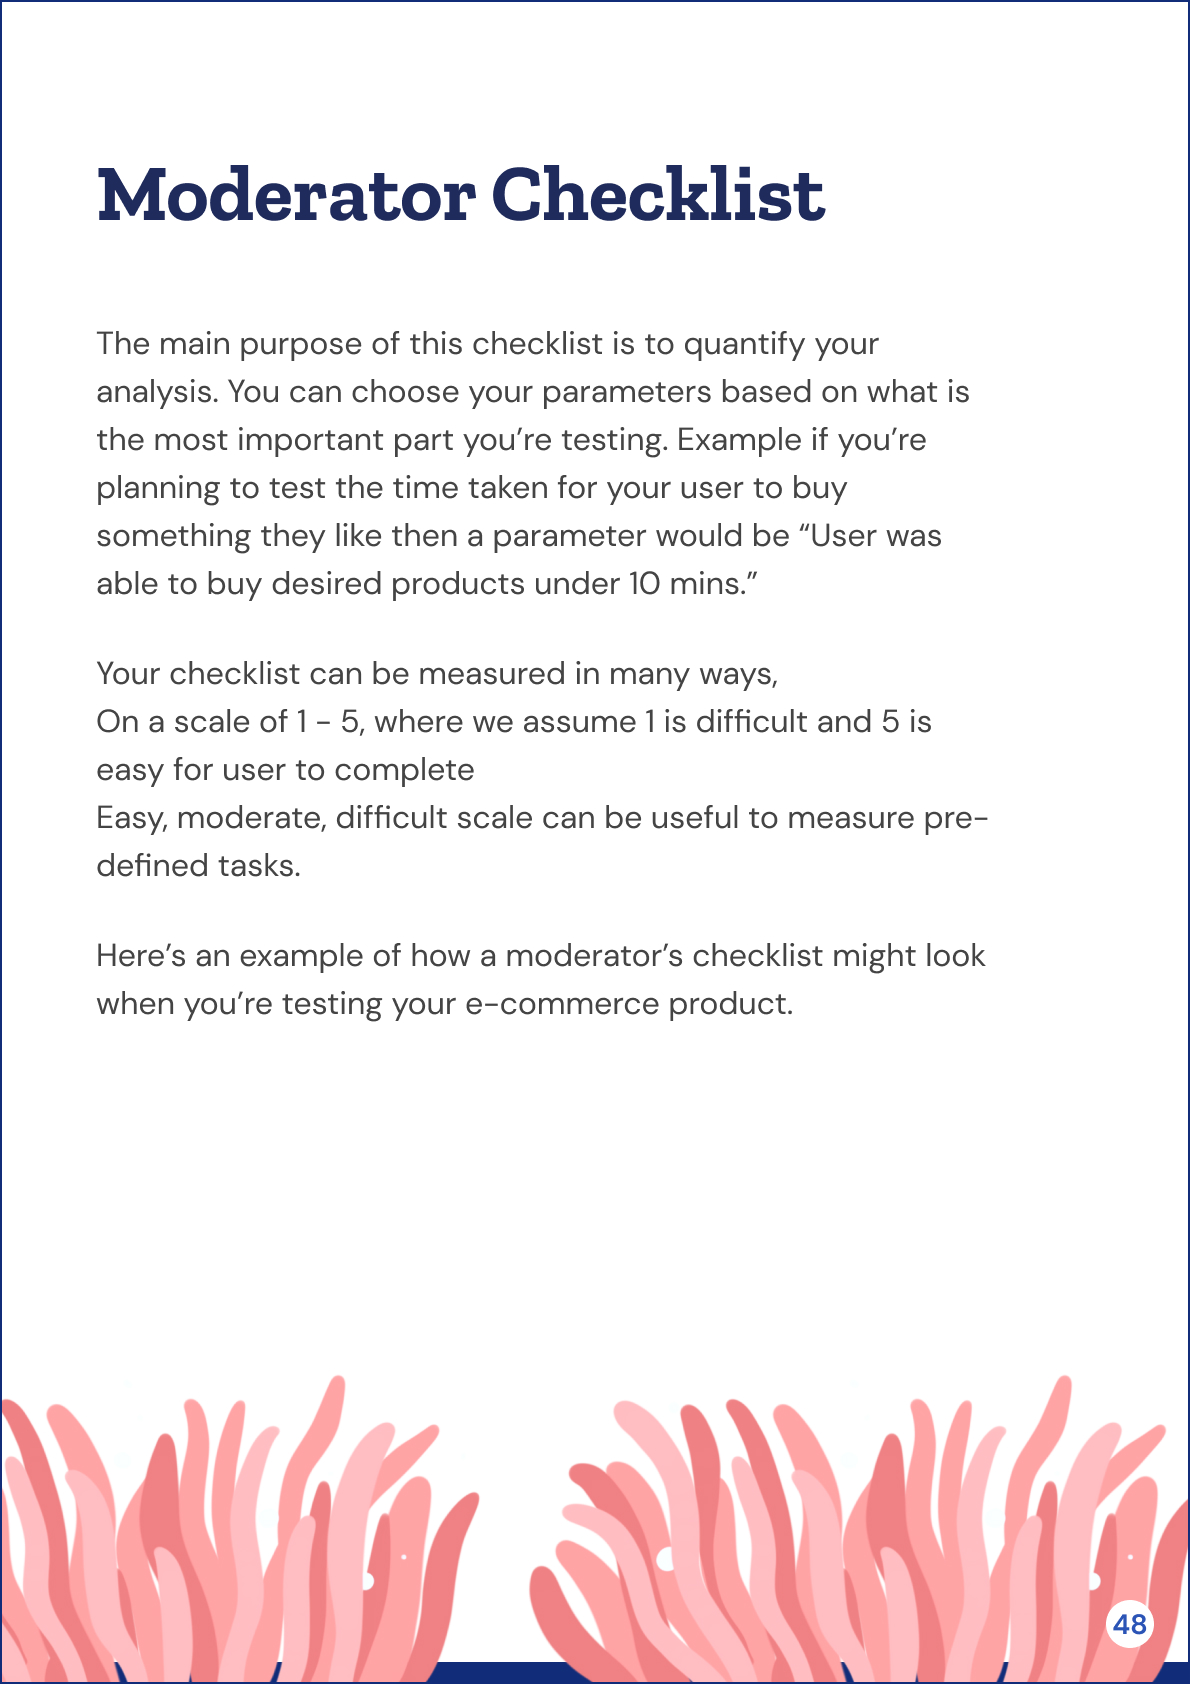 Moderator Checklist
The main purpose of this checklist is to quantify your
analysis. You can choose your parameters based on what is
the most important part you’re testing. Example if you’re
planning to test the time taken for your user to buy
something they like then a parameter would be “User was
able to buy desired products under 10 mins.”
Your checklist can be measured in many ways,
On a scale of 1 - 5, where we assume 1 is difficult and 5 is
easy for user to complete
Easy, moderate, difficult scale can be useful to measure pre-
defined tasks.
Here’s an example of how a moderator’s checklist might look
when you’re testing your e-commerce product.
48